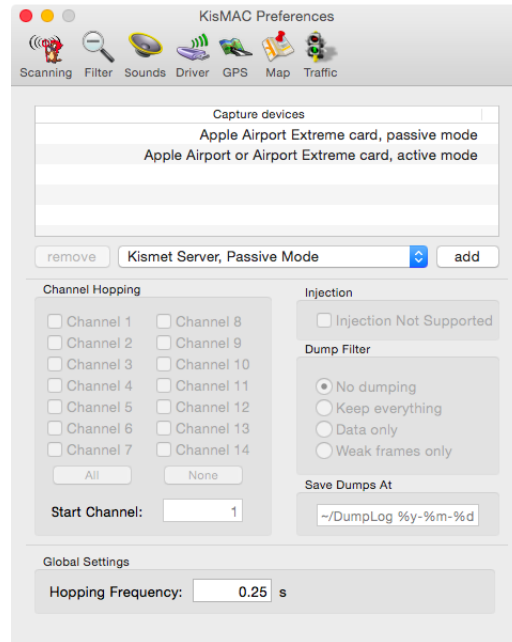 KisMAC Preferences
Scanning Filter Sounds Driver GPS Map Traffic
Capture devices
Apple Airport Extreme card, passive mode
Apple Airport or Airport Extreme card, active mode
remove Kismet Server, Passive Mode add
Channel Hopping
Channel 1 Channel 8
Channel 2 Channel 9
Channel 3 Channel 10
Channel 4 Channel 11
Channel 5 Channel 12
Channel 6 Channel 13
Channel 7 Channel 14
All None
Start Channel: 1
Injection
Injection Not Supported
Dump Filter
No dumping
Keep everything
Data only
Weak frames only
Save Dumps At
~/DumpLog %y-%m-%d
Global Settings
Hopping Frequency: 0.25 s